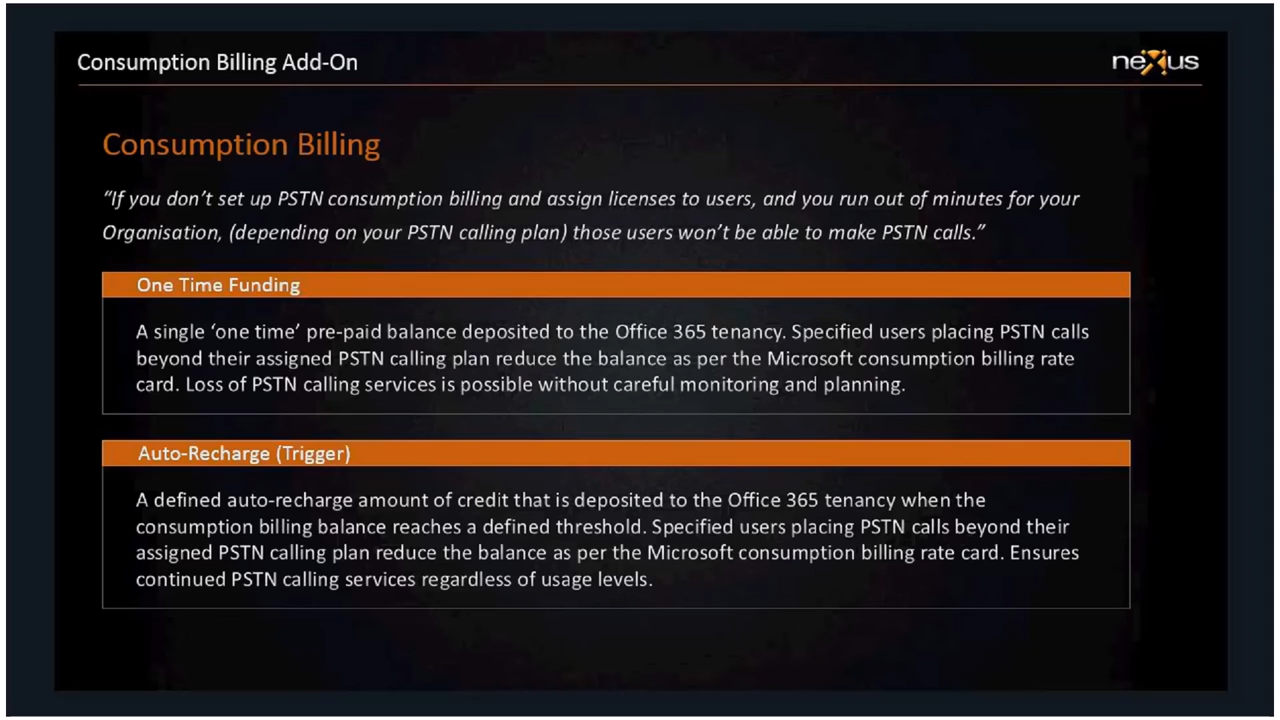 Consumption Billing Add-On
nexus
Consumption Billing
“If you don’t set up PSTN consumption billing and assign licenses to users, and you run out of minutes for your
Organisation, (depending on your PSTN calling plan) those users won’t be able to make PSTN calls.”
One Time Funding
A single ‘one time’ pre-paid balance deposited to the Office 365 tenancy. Specified users placing PSTN calls
beyond their assigned PSTN calling plan reduce the balance as per the Microsoft consumption billing rate
card. Loss of PSTN calling services is possible without careful monitoring and planning.
Auto-Recharge (Trigger)
A defined auto-recharge amount of credit that is deposited to the Office 365 tenancy when the
consumption billing balance reaches a defined threshold. Specified users placing PSTN calls beyond their
assigned PSTN calling plan reduce the balance as per the Microsoft consumption billing rate card. Ensures
continued PSTN calling services regardless of usage levels.